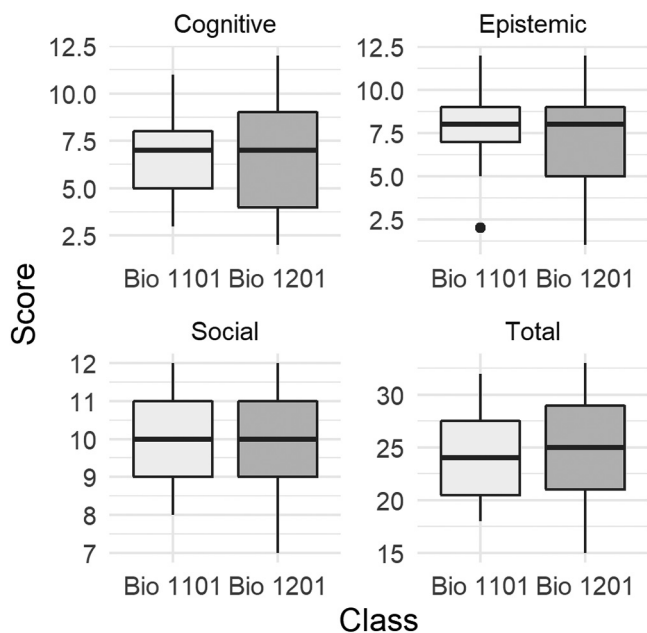 Cognitive
12.5
10.0
7.5
5.0
2.5
Bio 1101 Bio 1201
Epistemic
12.5
10.0
7.5
5.0
2.5
Bio 1101 Bio 1201
Score
Social
12
11
10
9
8
7
Bio 1101 Bio 1201
Total
30
25
20
15
Bio 1101 Bio 1201
Class